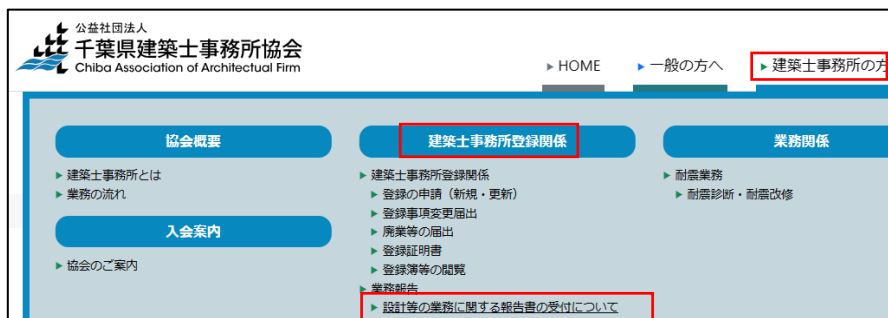 公益社団法人
千葉県建築士事務所協会
Chiba Association of Architectural Firm
▶ HOME ▶ 一般の方へ ▶ 建築士事務所の方
協会概要
▶ 建築士事務所とは
▶ 業務の流れ
入会案内
▶ 協会のご案内
建築士事務所登録関係
▶ 建築士事務所登録関係
▶ 登録の申請（新規・更新）
▶ 登録事項変更届出
▶ 廃業等の届出
▶ 登録証明書
▶ 登録簿等の閲覧
▶ 業務報告
▶ 設計等の業務に関する報告書の受付について
業務関係
▶ 耐震業務
▶ 耐震診断・耐震改修